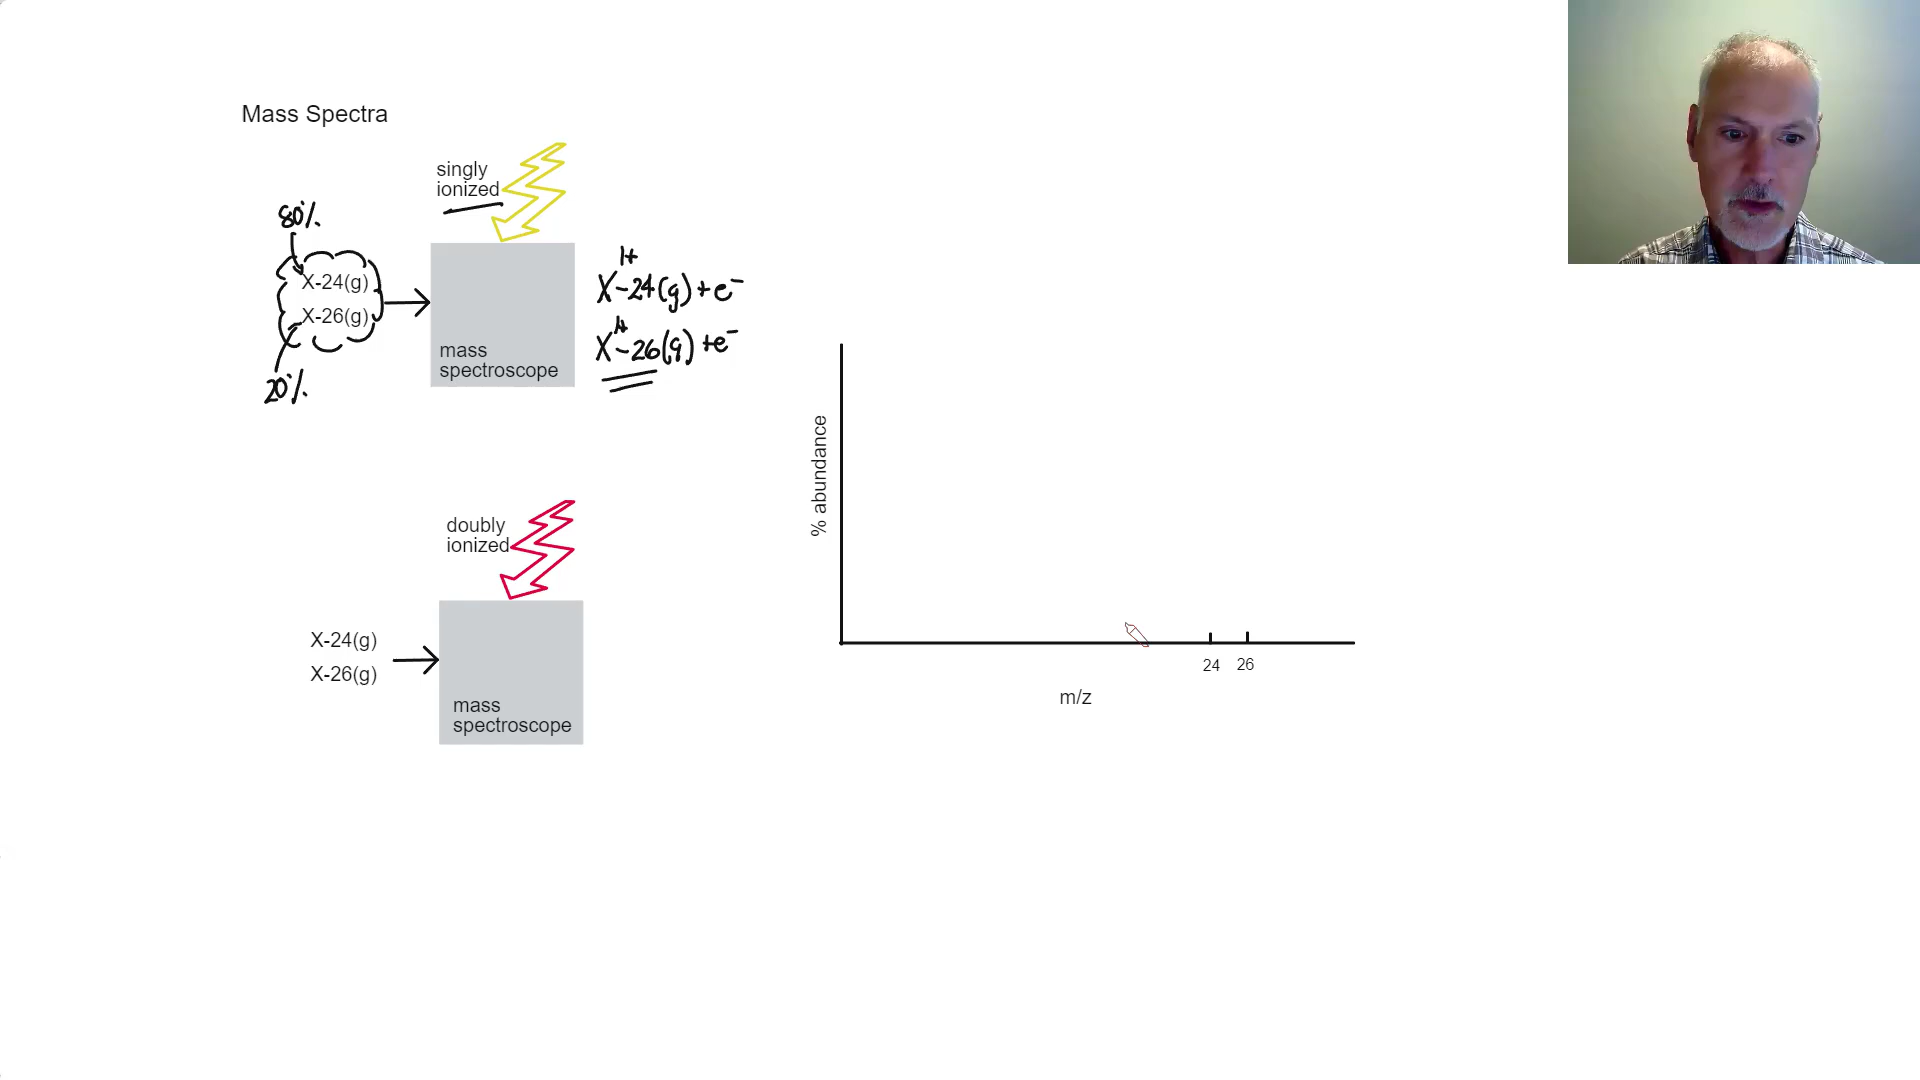 Mass Spectra
singly
ionized
80%
X-24(g)
X-26(g)
20%
mass
spectroscope
1+
X-24(g)+e-
1+
X-26(g)+e-
% abundance
24 26
m/z
doubly
ionized
X-24(g)
X-26(g)
mass
spectroscope